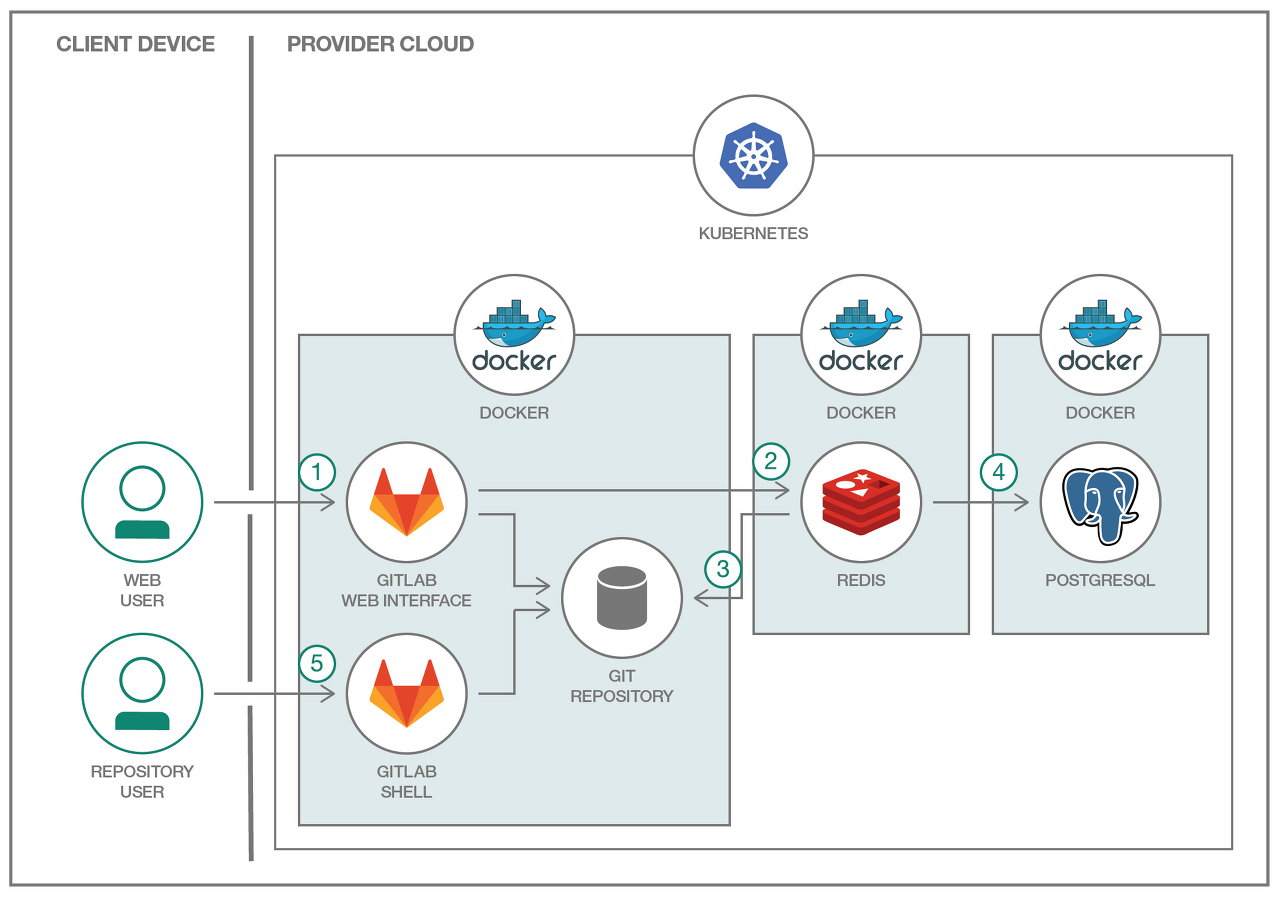 CLIENT DEVICE
PROVIDER CLOUD
KUBERNETES
docker
docker
docker
DOCKER
DOCKER
DOCKER
1
2
4
WEB
USER
GITLAB
WEB INTERFACE
3
REDIS
POSTGRESQL
5
GIT
REPOSITORY
REPOSITORY
USER
GITLAB
SHELL